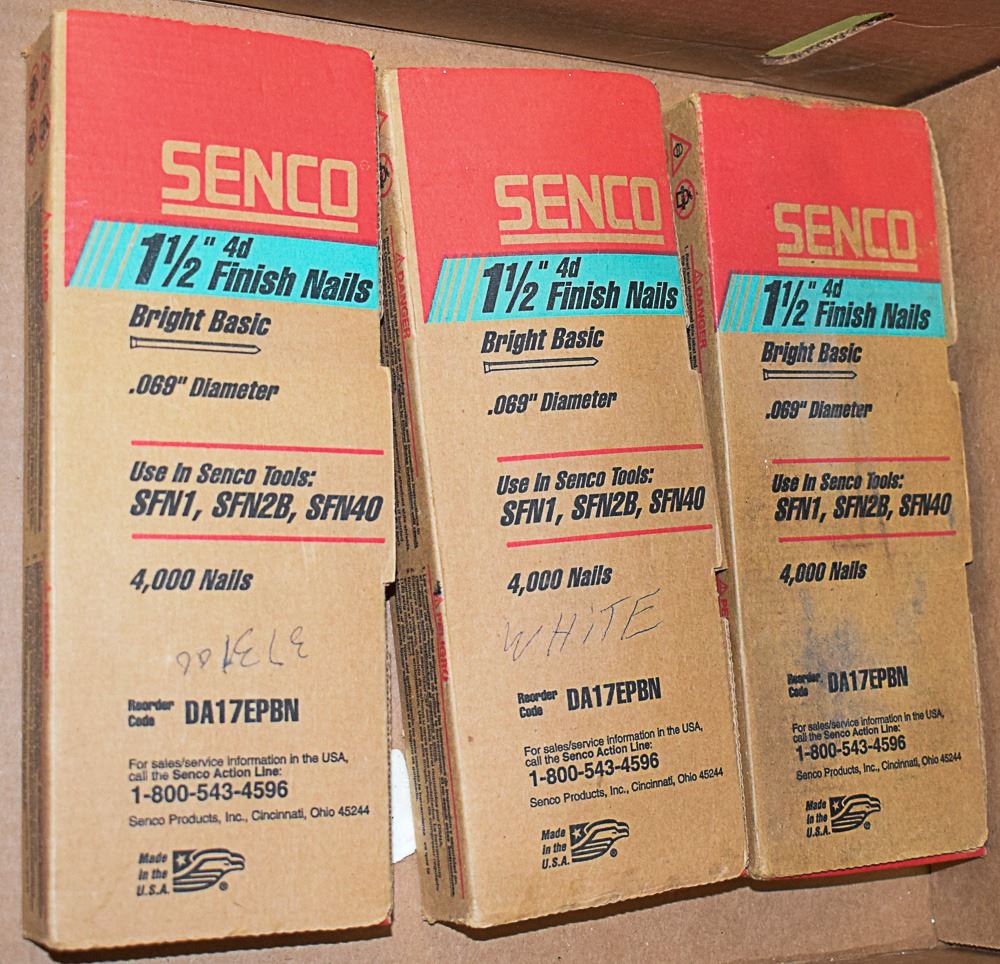 SENCO
1½" 4d
Finish Nails
Bright Basic
.069" Diameter
Use In Senco Tools:
SFN1, SFN2B, SFN40
4,000 Nails
Reorder
Code DA17EPBN
For sales/service information in the USA,
call the Senco Action Line:
1-800-543-4596
Senco Products, Inc., Cincinnati, Ohio 45244
Made
in the
U.S.A.
DANGER
SENCO
1½" 4d
Finish Nails
Bright Basic
.069" Diameter
Use In Senco Tools:
SFN1, SFN2B, SFN40
4,000 Nails
WHITE
Reorder
Code DA17EPBN
For sales/service information in the USA,
call the Senco Action Line:
1-800-543-4596
Senco Products, Inc., Cincinnati, Ohio 45244
Made
in the
U.S.A.
DANGER
SENCO
1½" 4d
Finish Nails
Bright Basic
.069" Diameter
Use In Senco Tools:
SFN1, SFN2B, SFN40
4,000 Nails
Reorder
Code DA17EPBN
For sales/service information in the USA,
call the Senco Action Line:
1-800-543-4596
Senco Products, Inc., Cincinnati, Ohio 45244
Made
in the
U.S.A.